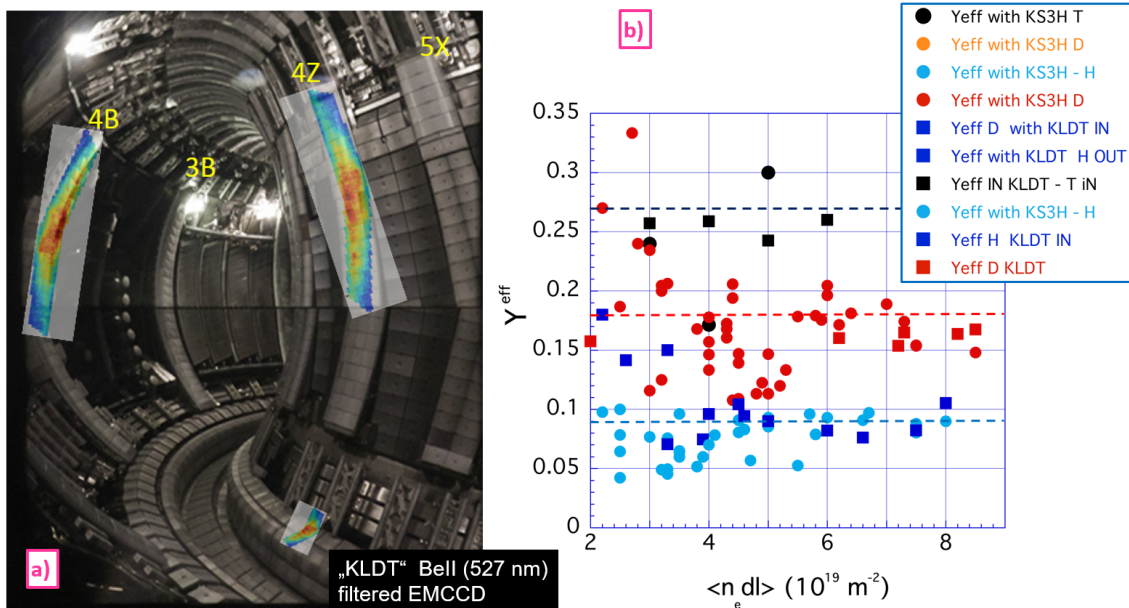 4B
3B
4Z
5X
a)
„KLDT“ BeII (527 nm)
filtered EMCCD
b)
Yeff with KS3H T
Yeff with KS3H D
Yeff with KS3H - H
Yeff with KS3H D
Yeff D with KLDT IN
Yeff with KLDT H OUT
Yeff IN KLDT - T iN
Yeff with KS3H - H
Yeff H KLDT IN
Yeff D KLDT
0.35
0.3
0.25
0.2
0.15
0.1
0.05
0
Y^eff
2 4 6 8
<n_e dl> (10^19 m^-2)